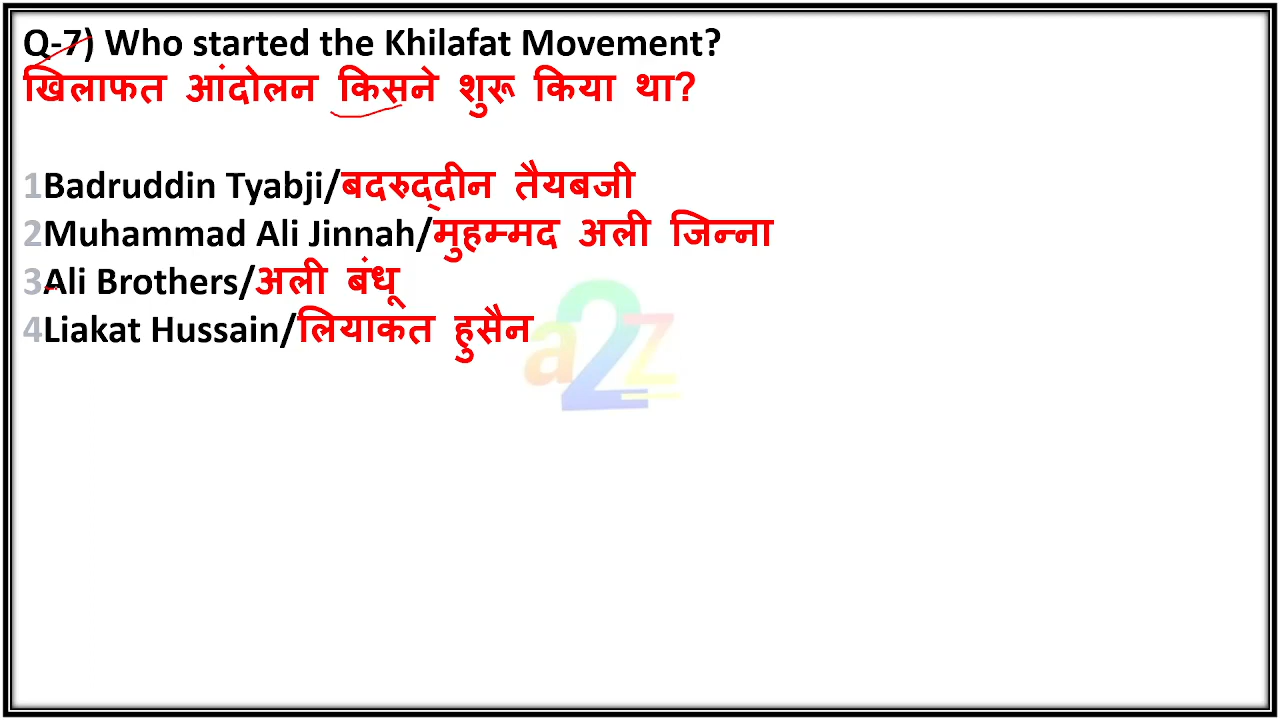 Q-7) Who started the Khilafat Movement?
खिलाफत आंदोलन किसने शुरू किया था?
1Badruddin Tyabji/बदरुद्दीन तैयबजी
2Muhammad Ali Jinnah/मुहम्मद अली जिन्ना
3Ali Brothers/अली बंधू
4Liakat Hussain/लियाकत हुसैन
a2z